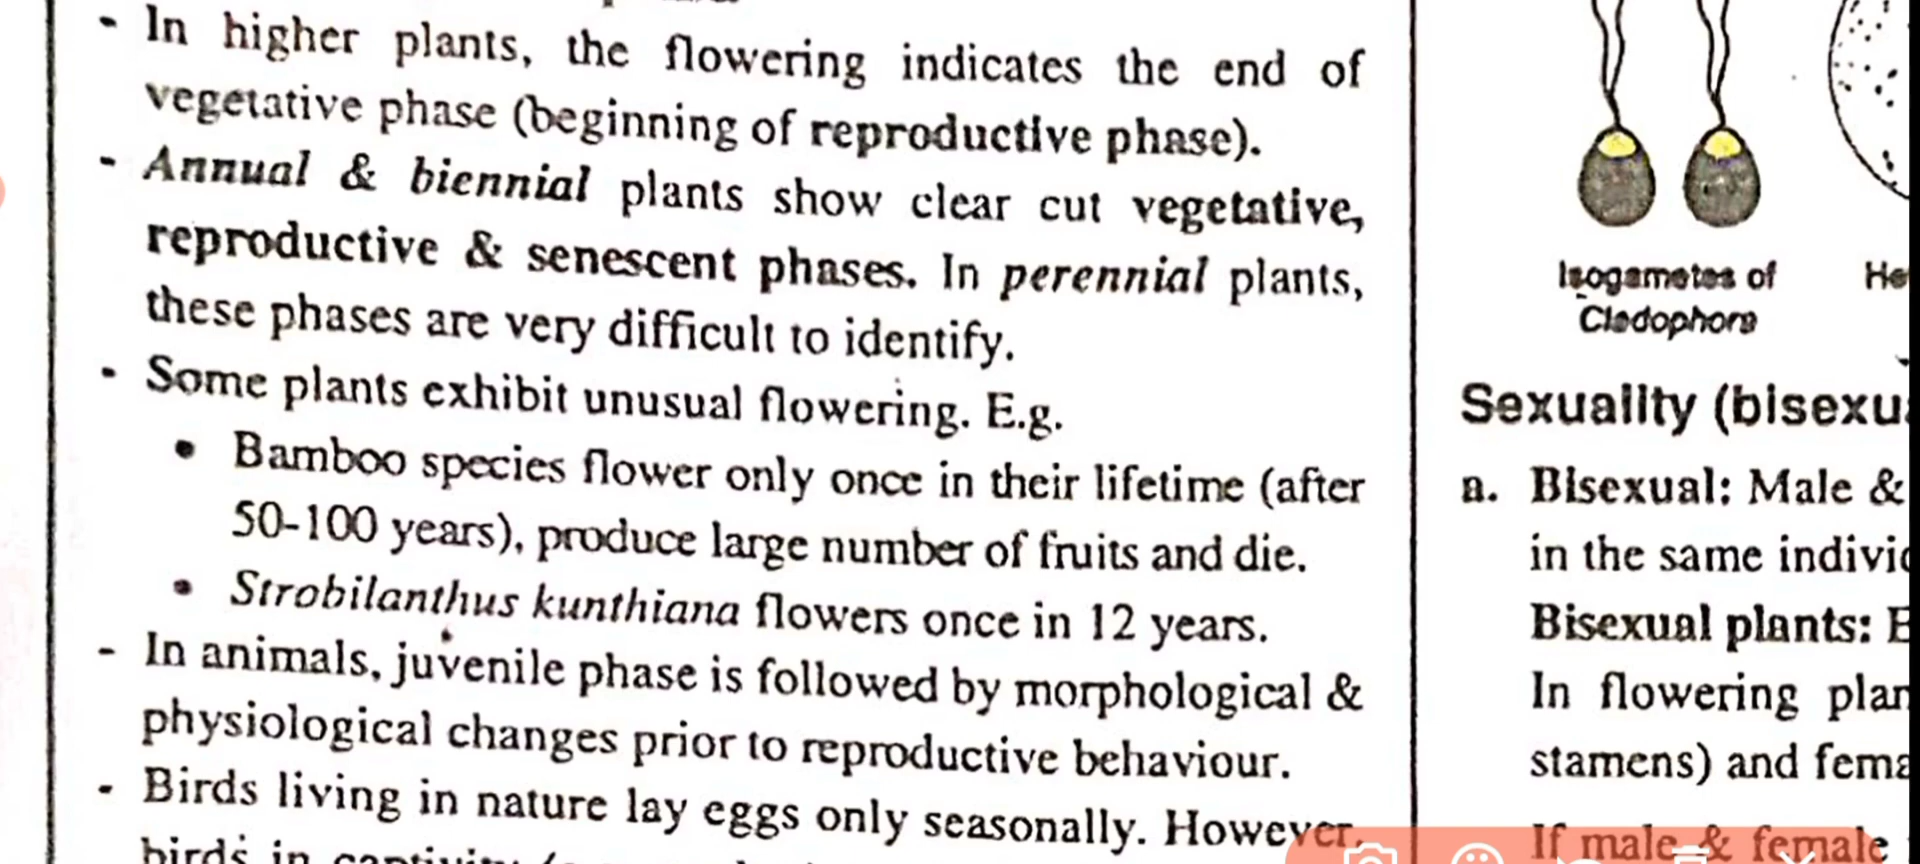 - In higher plants, the flowering indicates the end of
vegetative phase (beginning of reproductive phase).
- Annual & biennial plants show clear cut vegetative,
reproductive & senescent phases. In perennial plants,
these phases are very difficult to identify.
- Some plants exhibit unusual flowering. E.g.
• Bamboo species flower only once in their lifetime (after
50-100 years), produce large number of fruits and die.
• Strobilanthus kunthiana flowers once in 12 years.
- In animals, juvenile phase is followed by morphological &
physiological changes prior to reproductive behaviour.
- Birds living in nature lay eggs only seasonally. However,
birds in captivity
Isogametes of
Cladophora
Sexuality (bisexu
a. Bisexual: Male &
in the same individ
Bisexual plants: E
In flowering plan
stamens) and fema
If male & female